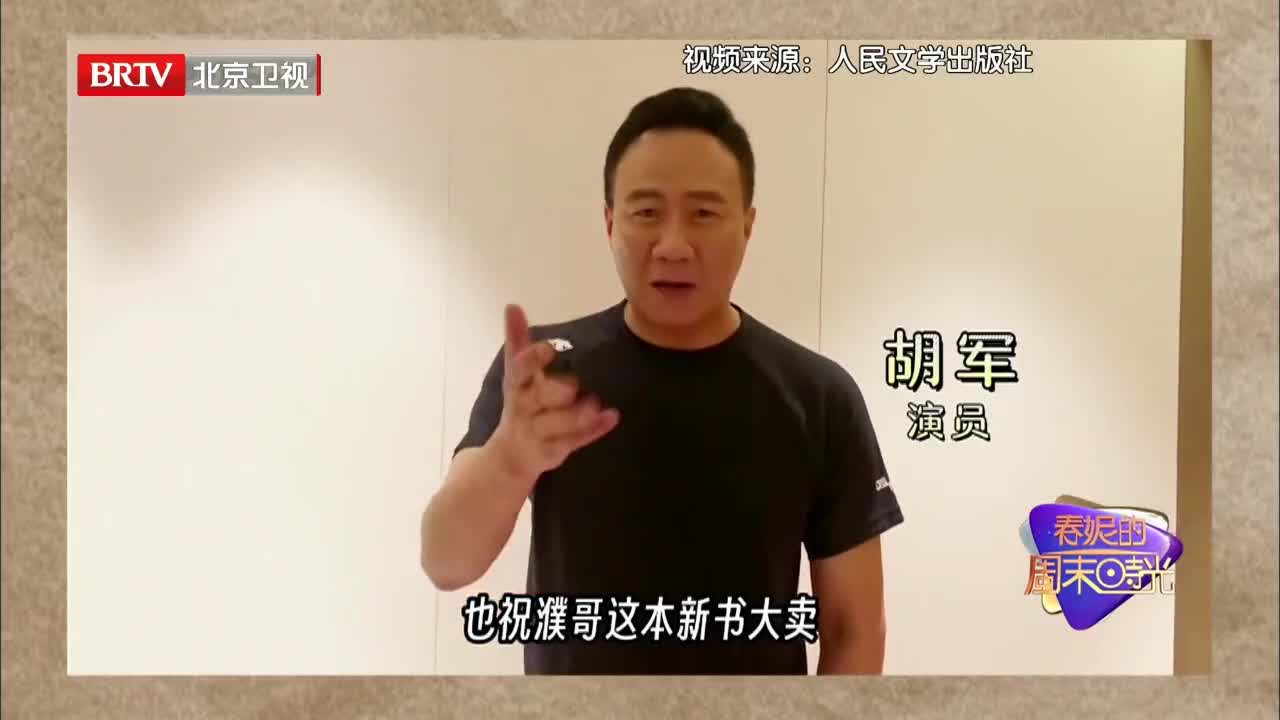 BRTV 北京卫视
视频来源：人民文学出版社
胡军
演员
春妮的
周末时光
也祝濮哥这本新书大卖